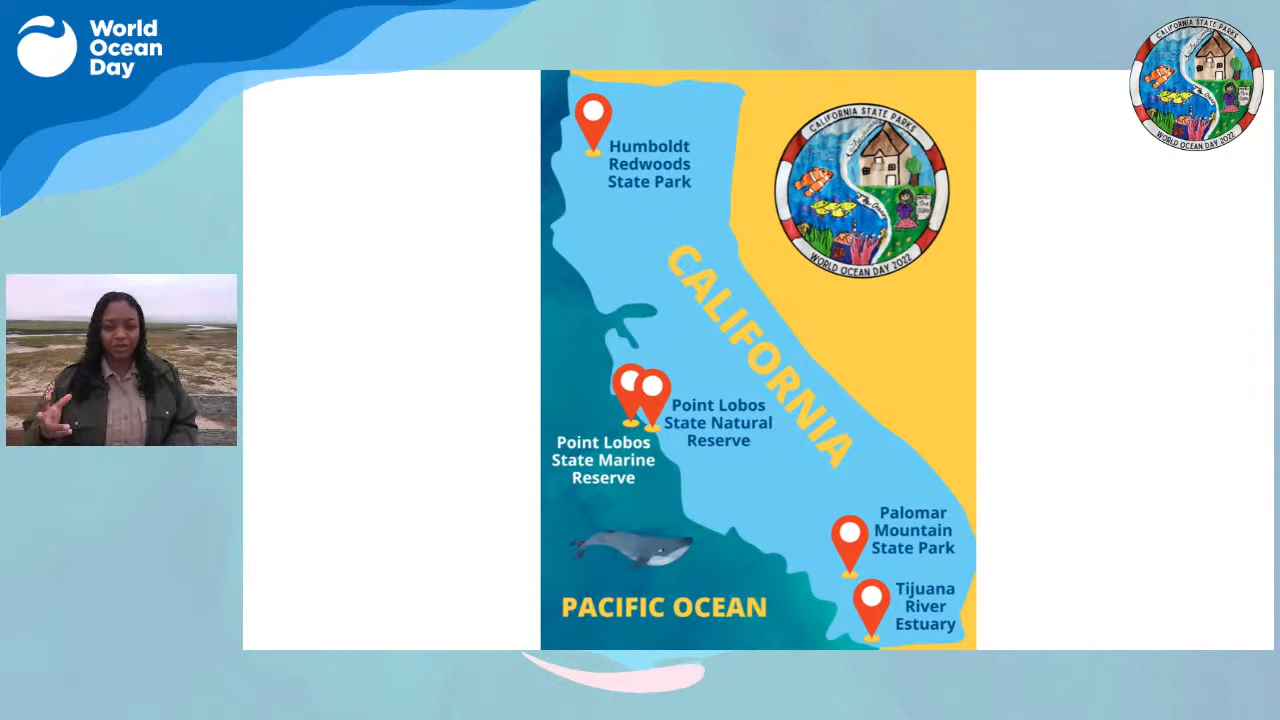 World
Ocean
Day
CALIFORNIA STATE PARKS
WORLD OCEAN DAY 2022
Humboldt
Redwoods
State Park
CALIFORNIA STATE PARKS
WORLD OCEAN DAY 2022
CALIFORNIA
Point Lobos
State Natural
Reserve
Point Lobos
State Marine
Reserve
Palomar
Mountain
State Park
Tijuana
River
Estuary
PACIFIC OCEAN